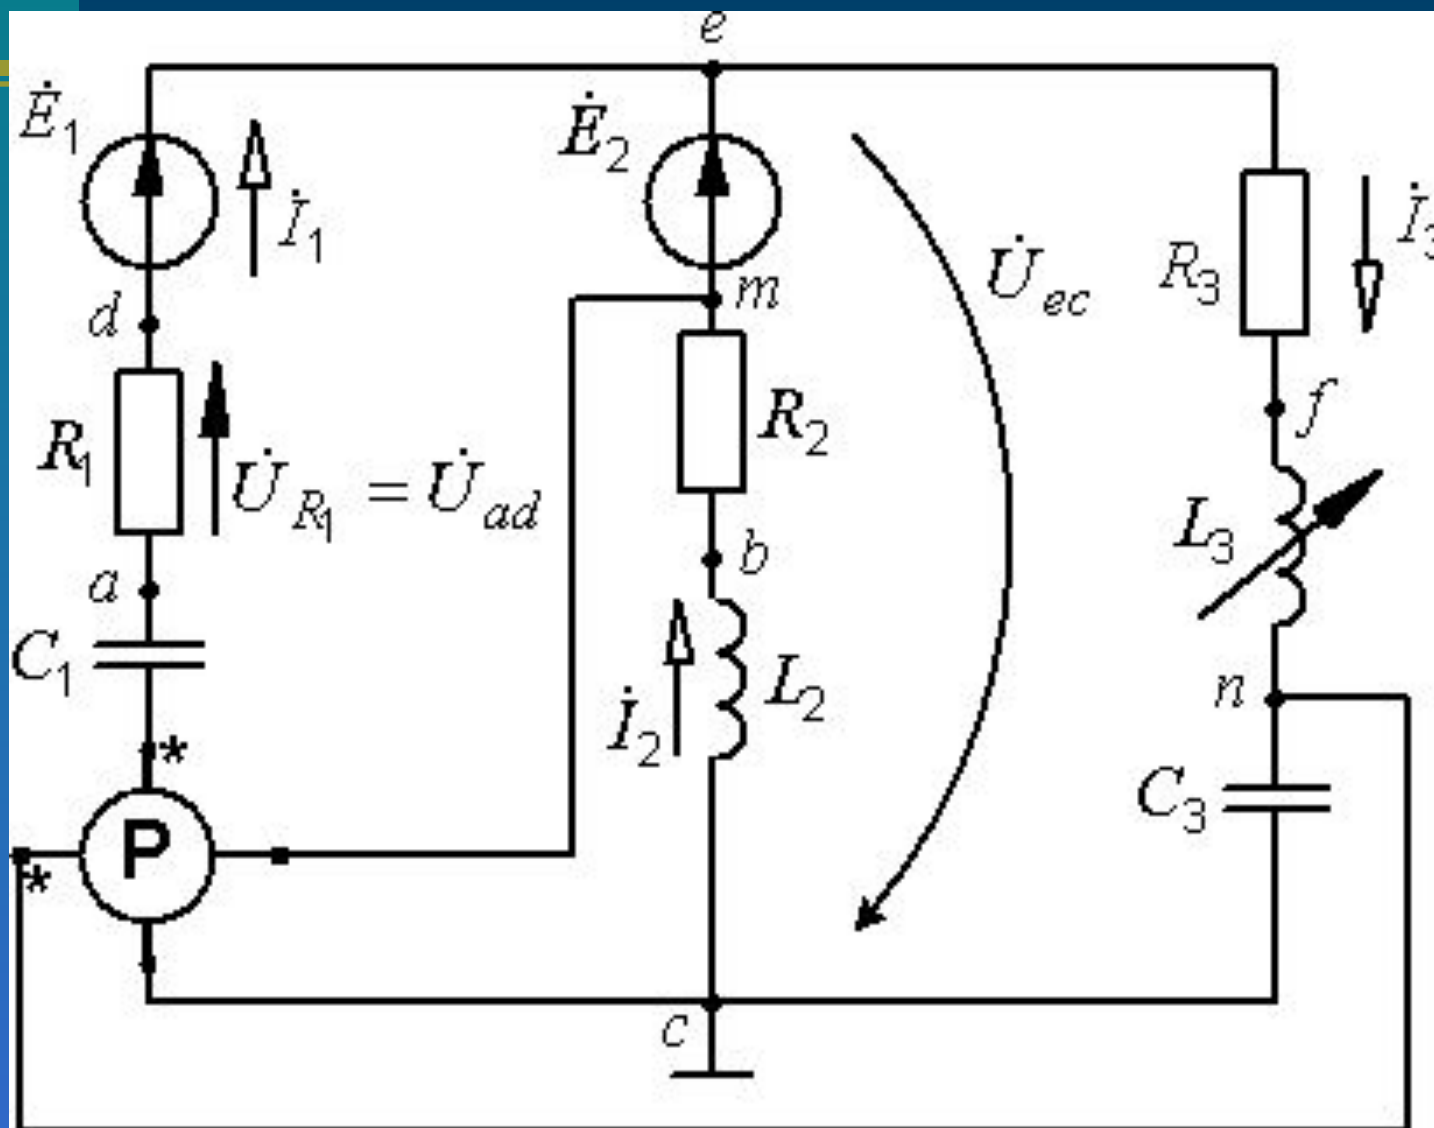 e
Ė₁
Ė₂
İ₁
İ₃
R₃
U̇ec
d
m
f
R₁
U̇R₁ = U̇ad
R₂
L₃
a
b
C₁
İ₂
L₂
n
*
C₃
P
*
c